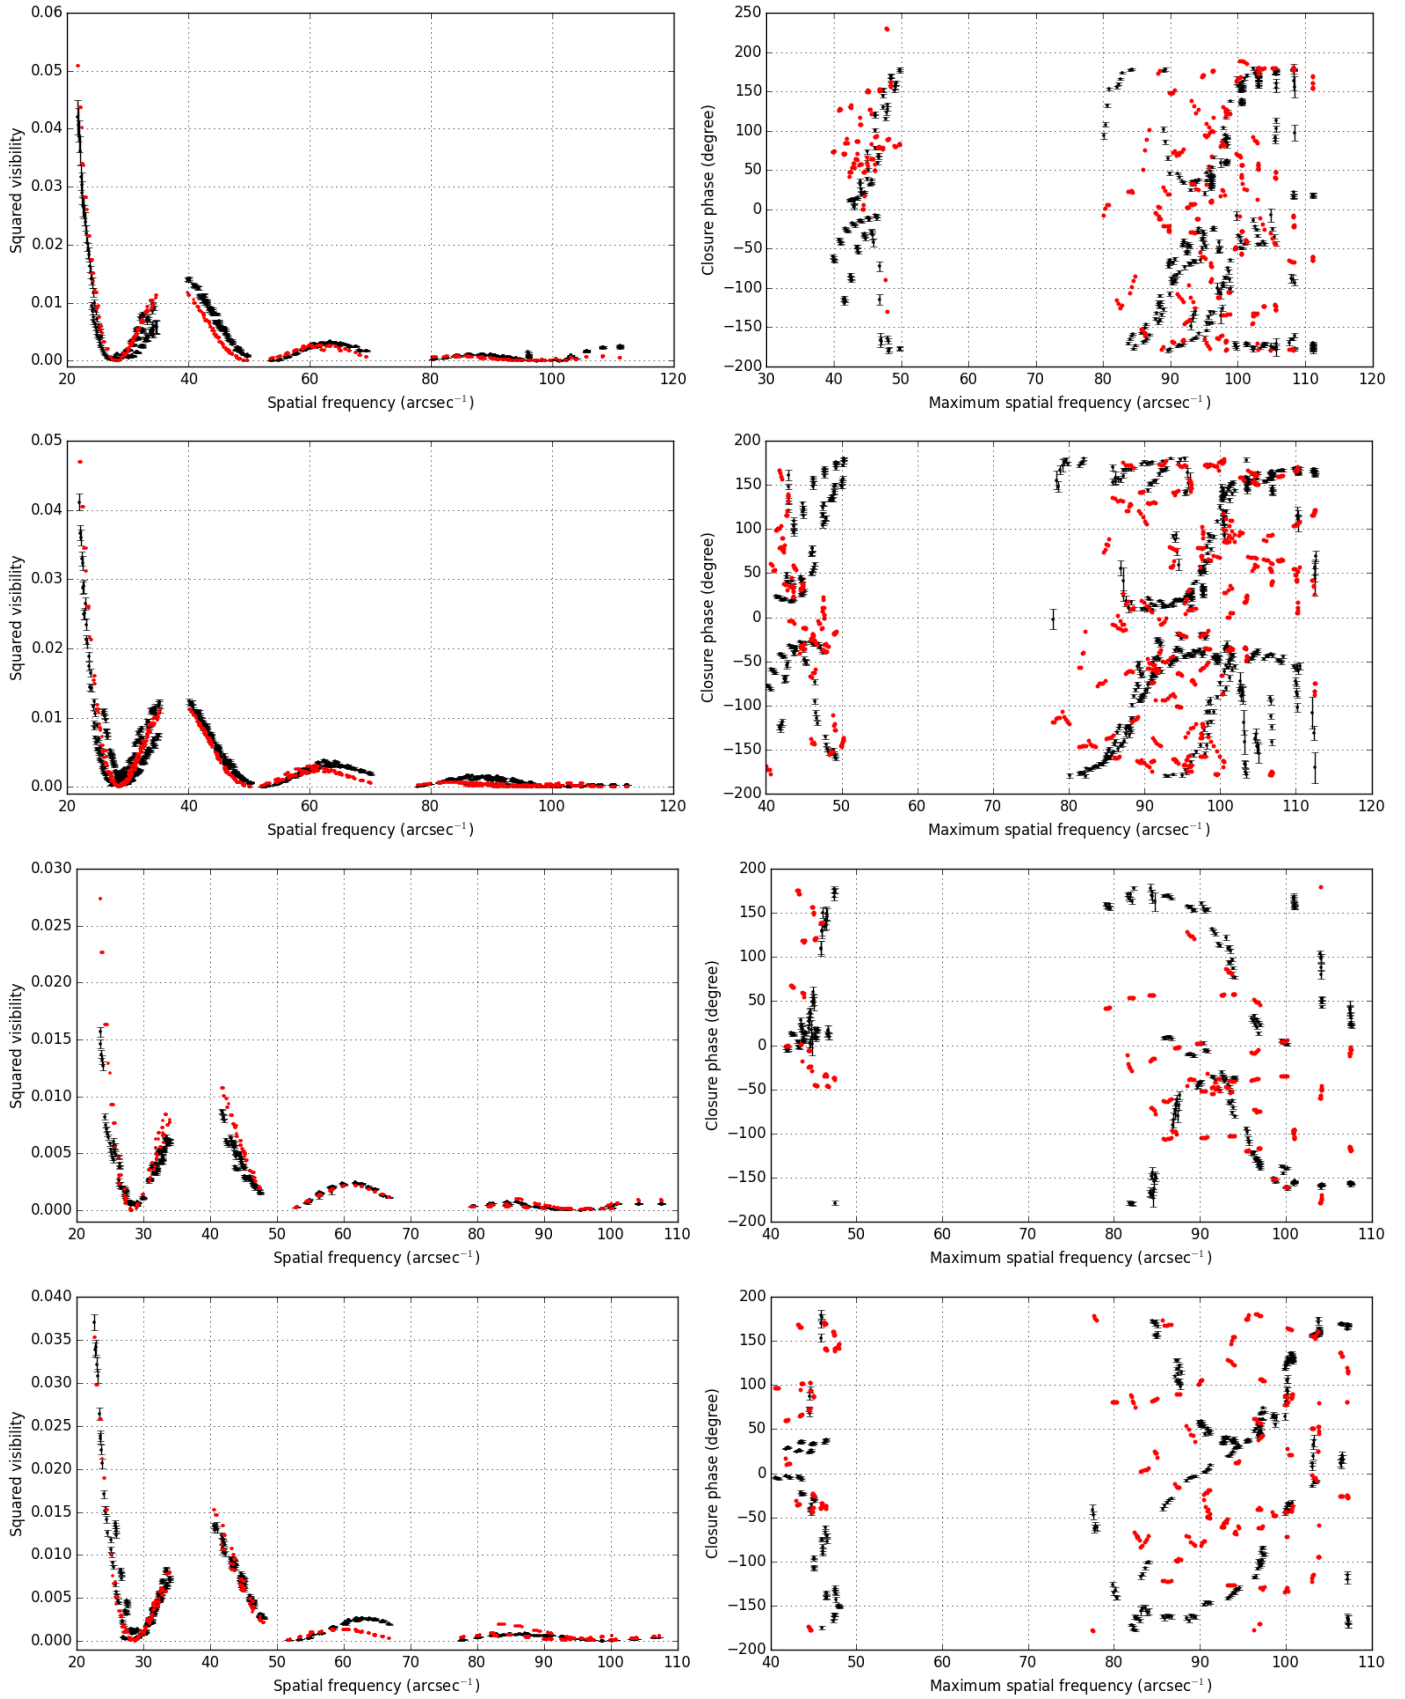 0.06 0.05 0.04 0.03 0.02 0.01 0.00
Squared visibility
20 40 60 80 100 120
Spatial frequency (arcsec⁻¹)
250 200 150 100 50 0 −50 −100 −150 −200
Closure phase (degree)
30 40 50 60 70 80 90 100 110 120
Maximum spatial frequency (arcsec⁻¹)
0.05 0.04 0.03 0.02 0.01 0.00
Squared visibility
20 40 60 80 100 120
Spatial frequency (arcsec⁻¹)
200 150 100 50 0 −50 −100 −150 −200
Closure phase (degree)
40 50 60 70 80 90 100 110 120
Maximum spatial frequency (arcsec⁻¹)
0.030 0.025 0.020 0.015 0.010 0.005 0.000
Squared visibility
20 30 40 50 60 70 80 90 100 110
Spatial frequency (arcsec⁻¹)
200 150 100 50 0 −50 −100 −150 −200
Closure phase (degree)
40 50 60 70 80 90 100 110
Maximum spatial frequency (arcsec⁻¹)
0.040 0.035 0.030 0.025 0.020 0.015 0.010 0.005 0.000
Squared visibility
20 30 40 50 60 70 80 90 100 110
Spatial frequency (arcsec⁻¹)
200 150 100 50 0 −50 −100 −150 −200
Closure phase (degree)
40 50 60 70 80 90 100 110
Maximum spatial frequency (arcsec⁻¹)